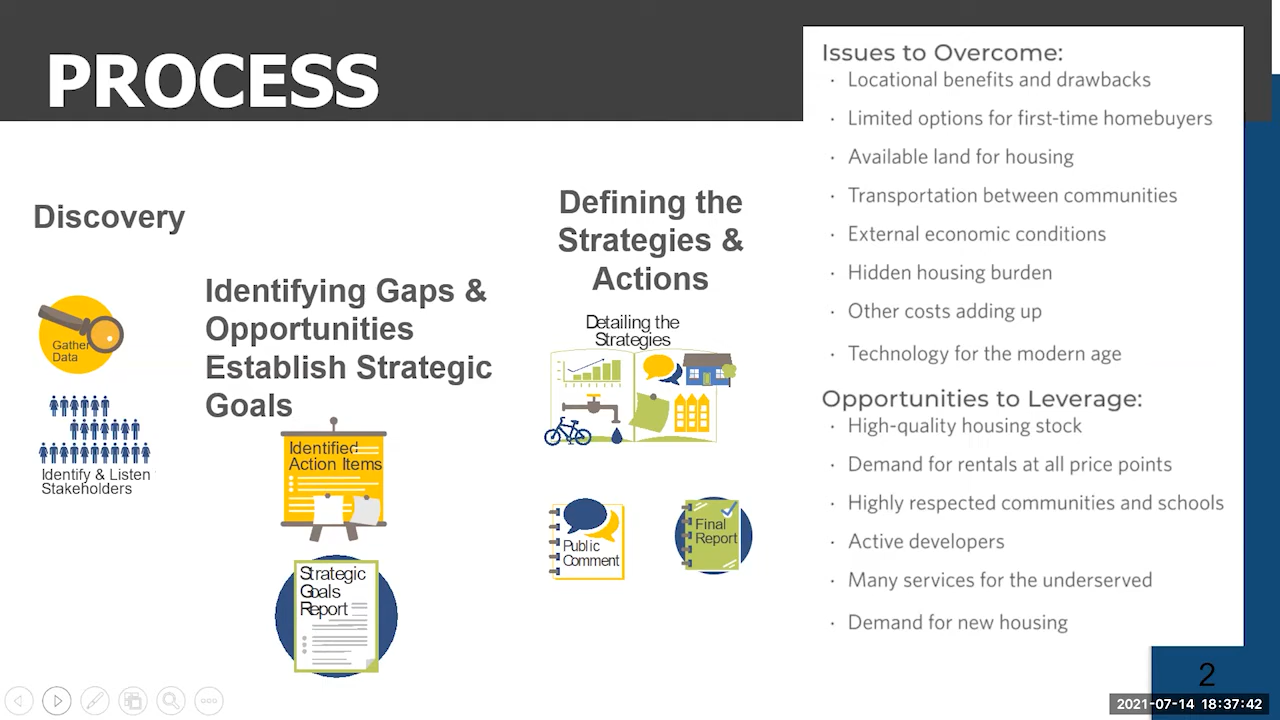 PROCESS
Discovery
Gather
Data
Identify & Listen
Stakeholders
Identifying Gaps &
Opportunities
Establish Strategic
Goals
Identified
Action Items
Strategic
Goals
Report
Defining the
Strategies &
Actions
Detailing the
Strategies
Public
Comment
Final
Report
Issues to Overcome:
· Locational benefits and drawbacks
· Limited options for first-time homebuyers
· Available land for housing
· Transportation between communities
· External economic conditions
· Hidden housing burden
· Other costs adding up
· Technology for the modern age
Opportunities to Leverage:
· High-quality housing stock
· Demand for rentals at all price points
· Highly respected communities and schools
· Active developers
· Many services for the underserved
· Demand for new housing
2
2021-07-14 18:37:42